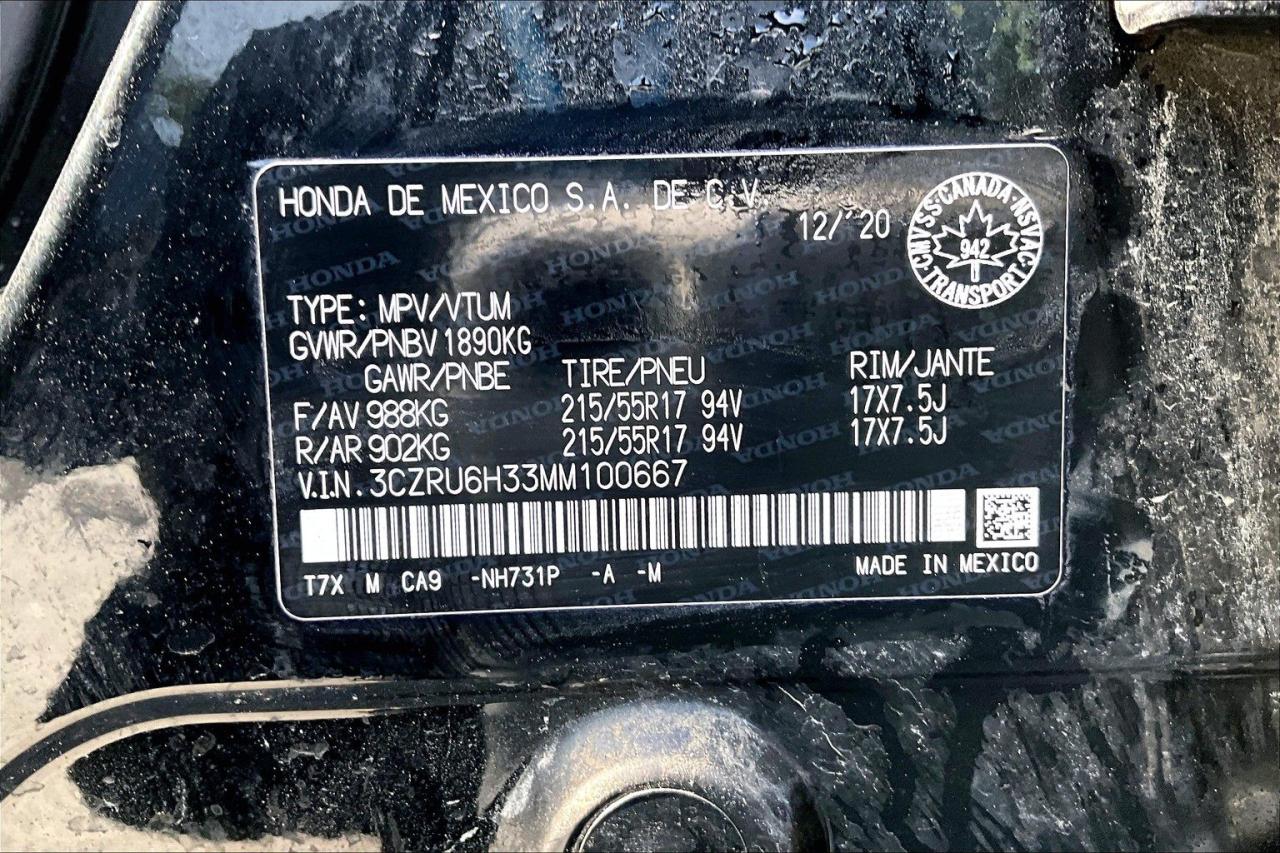 HONDA DE MEXICO S.A. DE C.V.
12/'20
CMVSS·CANADA·NSVAC·TRANSPORT
942
TYPE: MPV/VTUM
GVWR/PNBV 1890KG
GAWR/PNBE TIRE/PNEU RIM/JANTE
F/AV 988KG 215/55R17 94V 17X7.5J
R/AR 902KG 215/55R17 94V 17X7.5J
V.I.N. 3CZRU6H33MM100667
T7X M CA9 -NH731P -A -M MADE IN MEXICO
HONDA